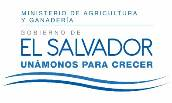 MINISTERIO DE AGRICULTURA
Y GANADERÍA
GOBIERNO DE
EL SALVADOR
UNÁMONOS PARA CRECER